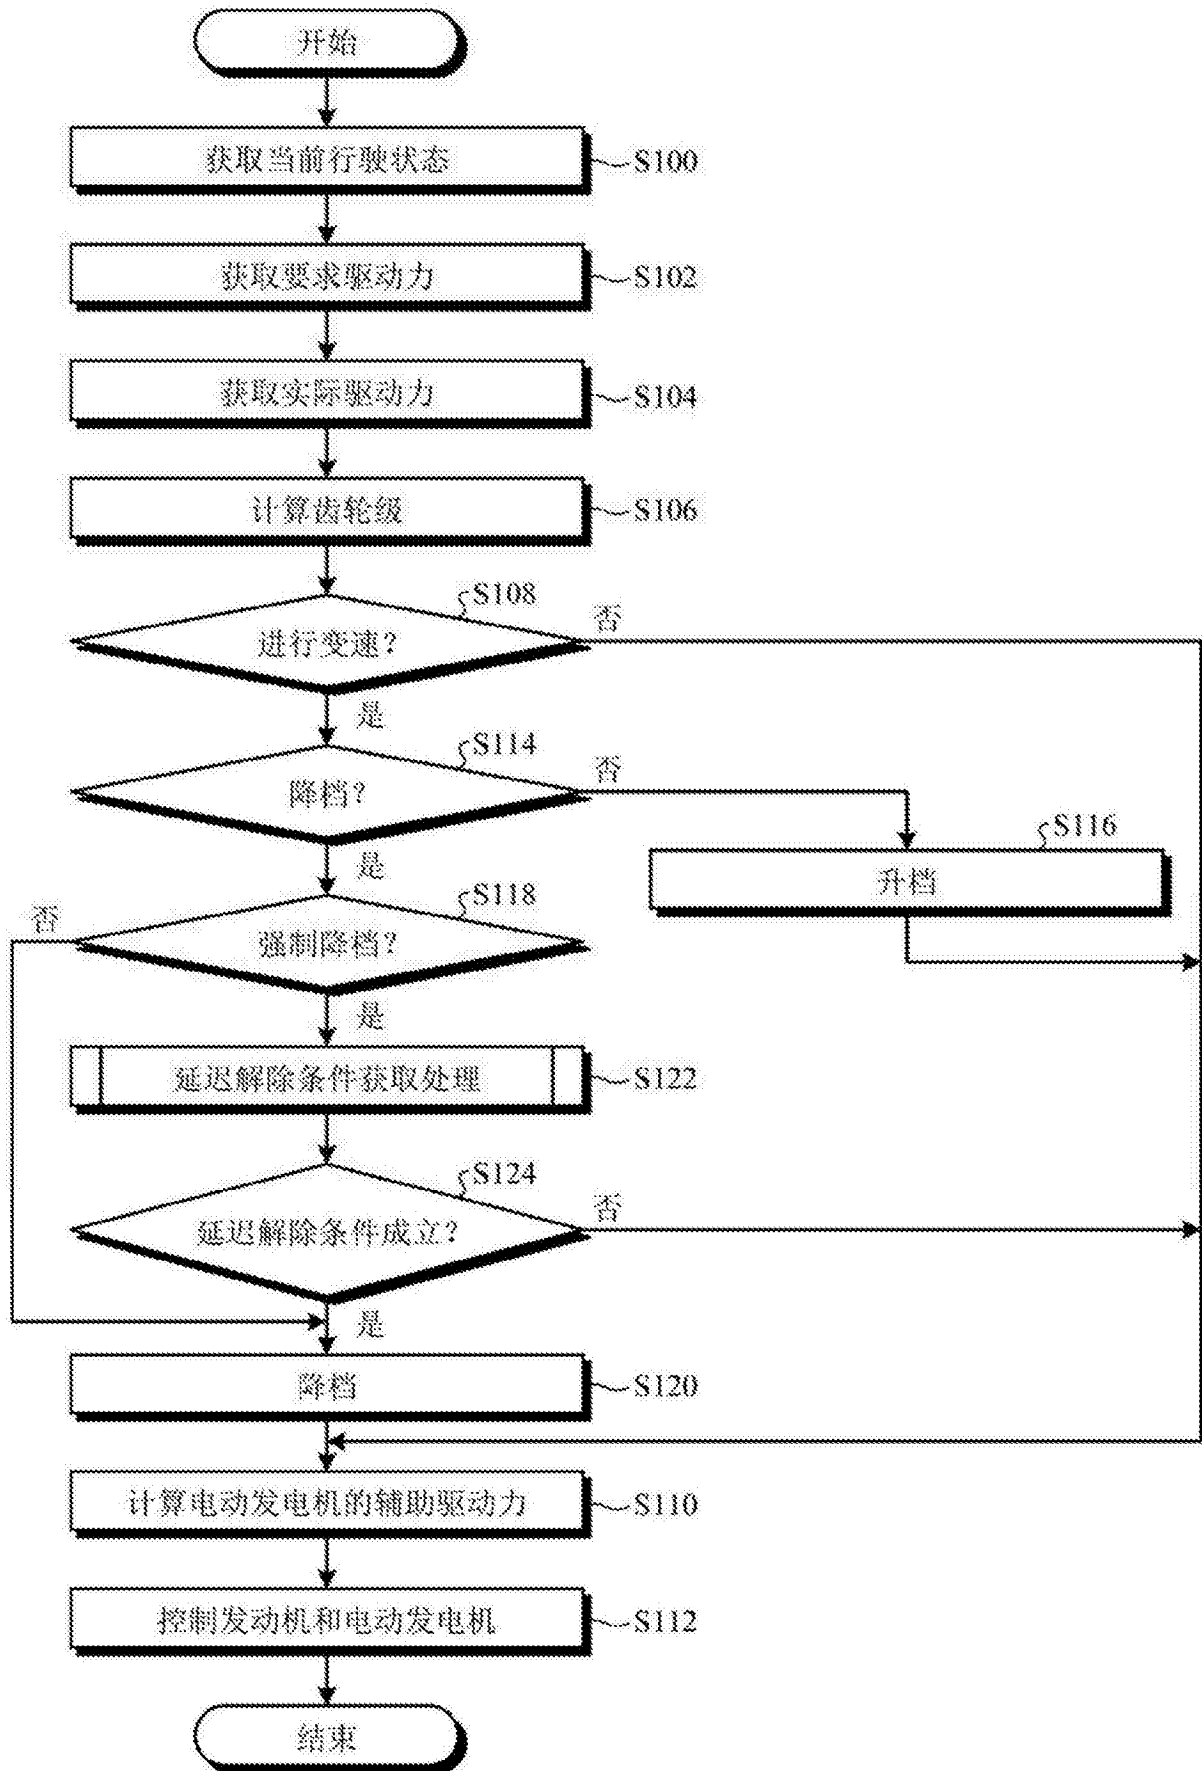 开始
获取当前行驶状态
S100
获取要求驱动力
S102
获取实际驱动力
S104
计算齿轮级
S106
S108
进行变速?
否
是
S114
降档?
否
S116
升档
是
S118
否
强制降档?
是
延迟解除条件获取处理
S122
S124
延迟解除条件成立?
否
是
降档
S120
计算电动发电机的辅助驱动力
S110
控制发动机和电动发电机
S112
结束